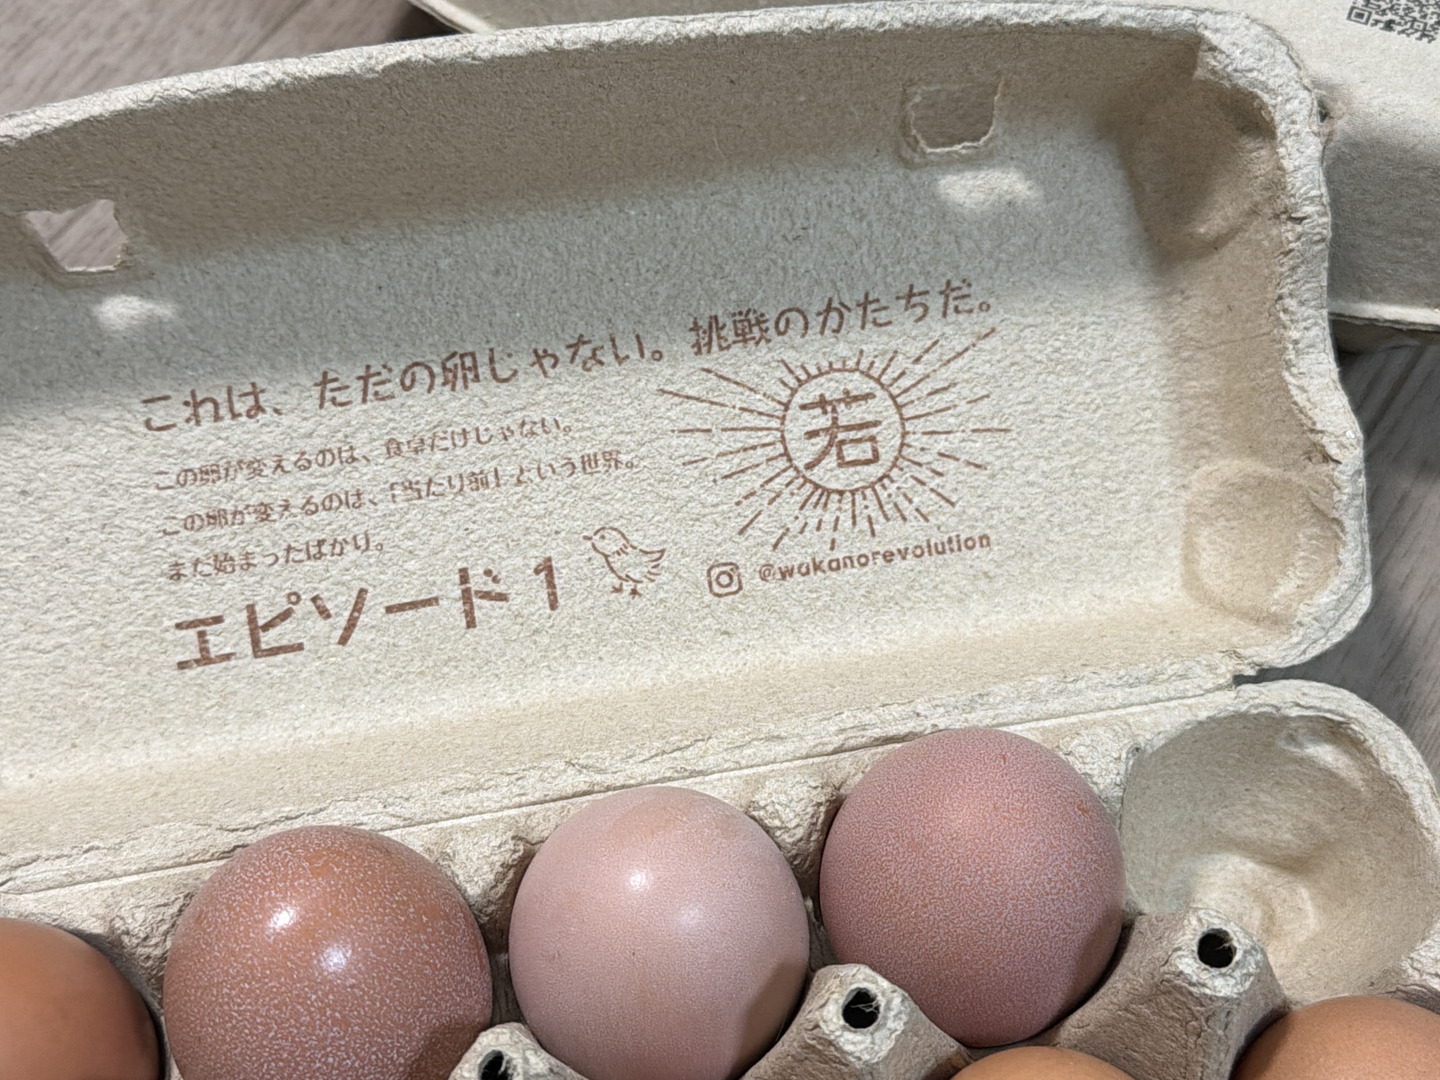 これは、ただの卵じゃない。挑戦のかたちだ。
この卵が変えるのは、食卓だけじゃない。
この卵が変えるのは、「当たり前」という世界。
まだ始まったばかり。
エピソード1
若
@wakanorevolution